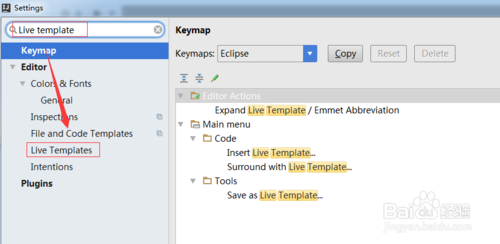 Settings
Live template
Keymap
Editor
Colors & Fonts
General
Inspections
File and Code Templates
Live Templates
Intentions
Plugins
Keymap
Keymaps: Eclipse Copy Reset Delete
Editor Actions
Expand Live Template / Emmet Abbreviation
Main menu
Code
Insert Live Template...
Surround with Live Template...
Tools
Save as Live Template...
Baidu 经验
jingyan.baidu.com